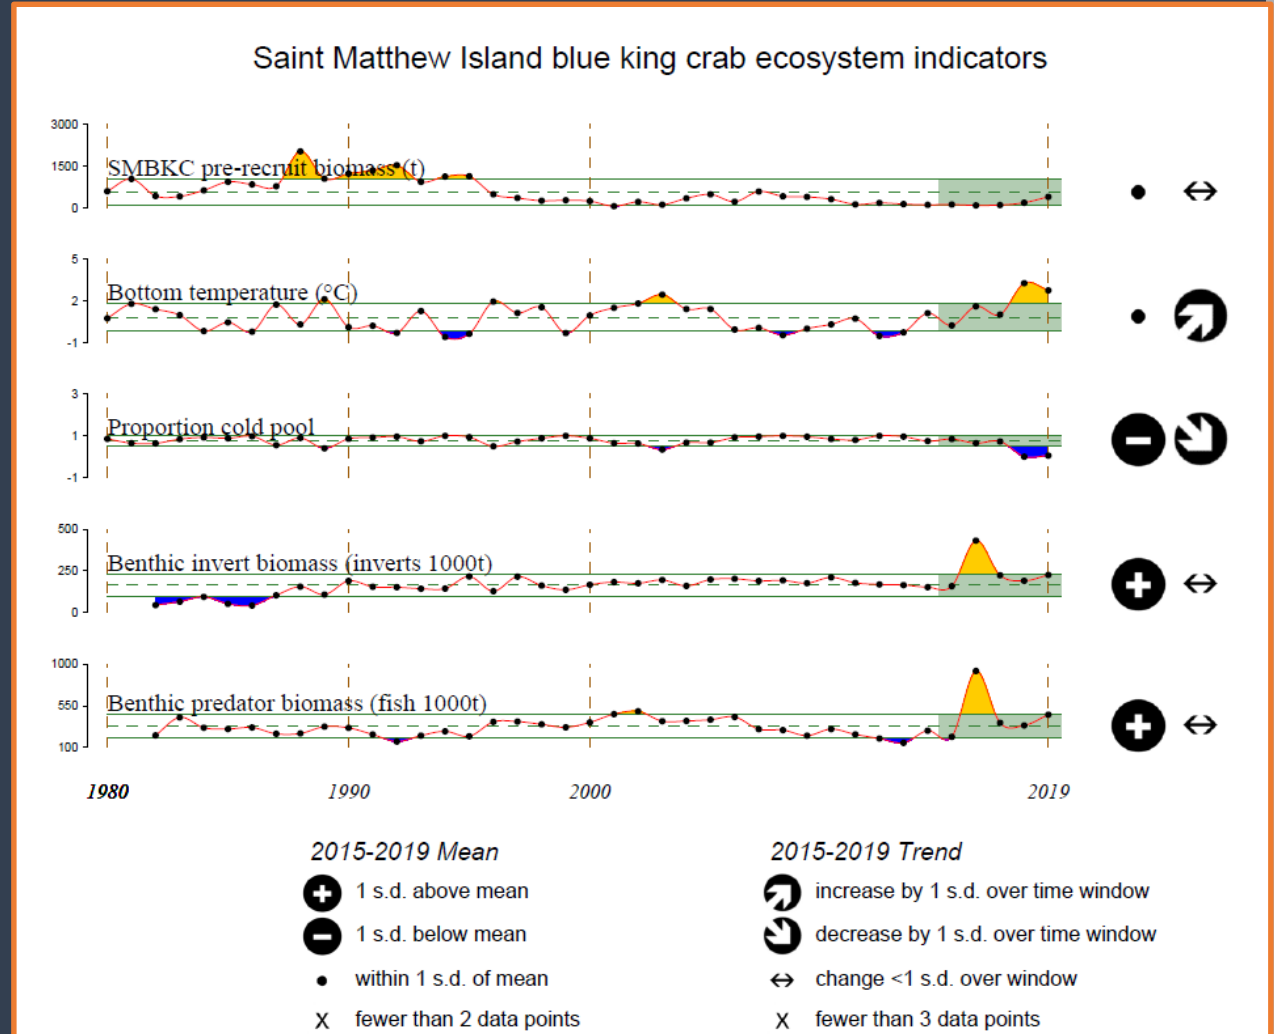 Saint Matthew Island blue king crab ecosystem indicators
3000
1500
0
SMBKC pre-recruit biomass (t)
5
2
-1
Bottom temperature (°C)
3
1
-1
Proportion cold pool
500
250
0
Benthic invert biomass (inverts 1000t)
1000
550
100
Benthic predator biomass (fish 1000t)
1980 1990 2000 2019
2015-2019 Mean
1 s.d. above mean
1 s.d. below mean
within 1 s.d. of mean
X fewer than 2 data points
2015-2019 Trend
increase by 1 s.d. over time window
decrease by 1 s.d. over time window
change <1 s.d. over window
X fewer than 3 data points